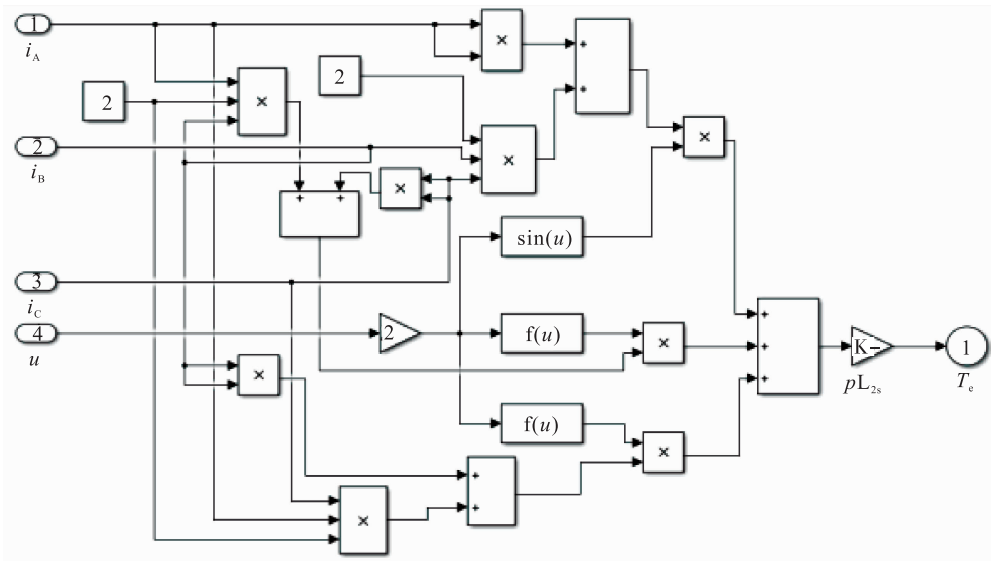 1
i_A
×
+
+
2
2
×
×
2
i_B
×
×
+ +
sin(u)
3
i_C
4
u
2
f(u)
×
+
+
+
K-
pL_2s
1
T_e
×
f(u)
×
+
+
×